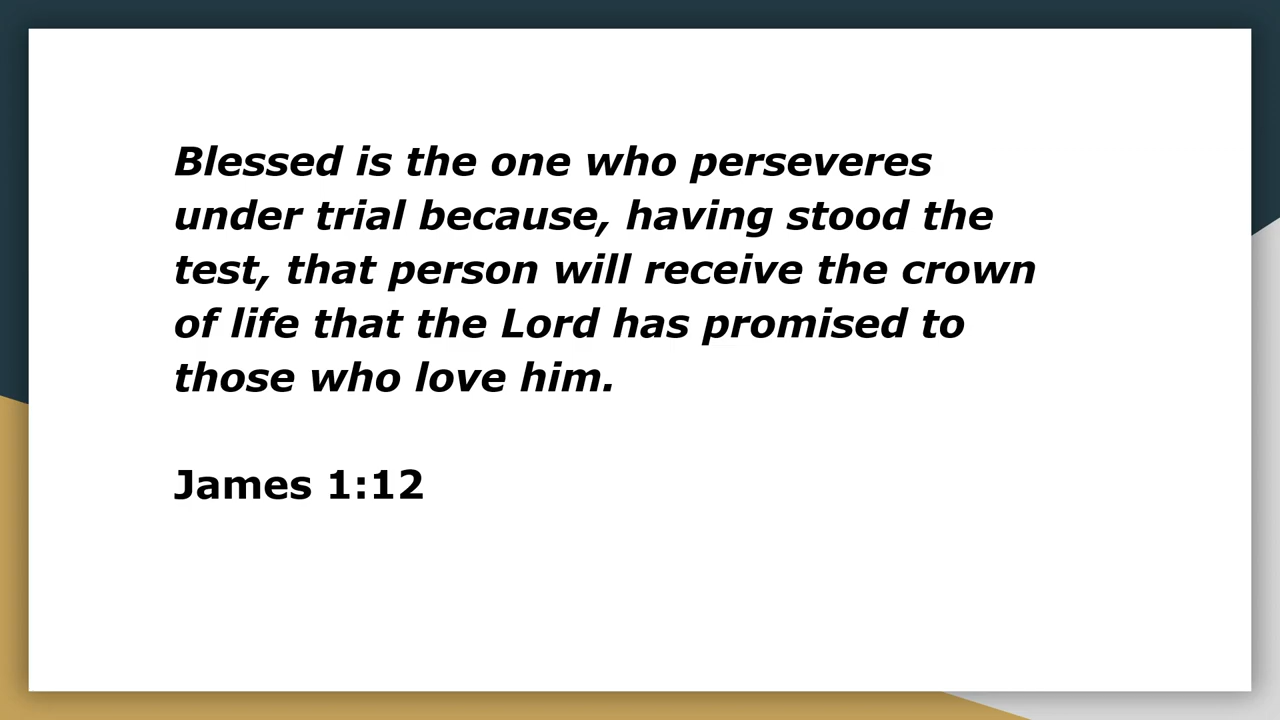 Blessed is the one who perseveres
under trial because, having stood the
test, that person will receive the crown
of life that the Lord has promised to
those who love him.
James 1:12